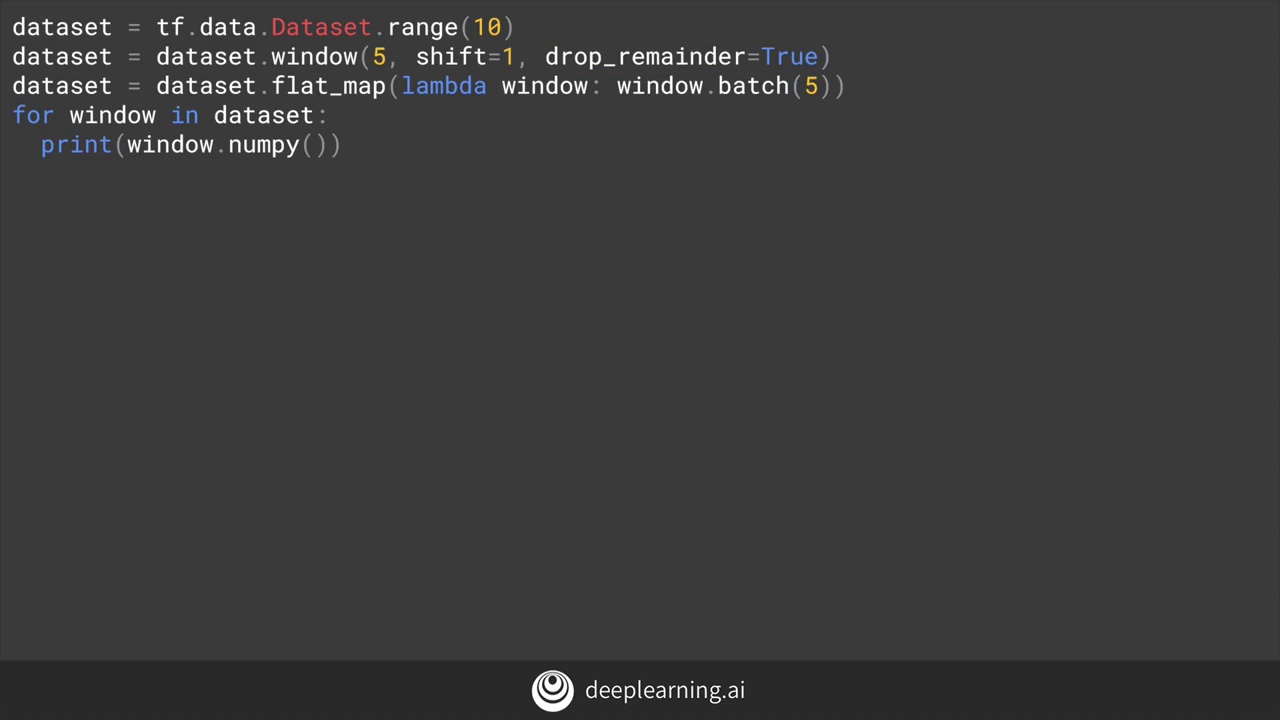 dataset = tf.data.Dataset.range(10)
dataset = dataset.window(5, shift=1, drop_remainder=True)
dataset = dataset.flat_map(lambda window: window.batch(5))
for window in dataset:
  print(window.numpy())
deeplearning.ai